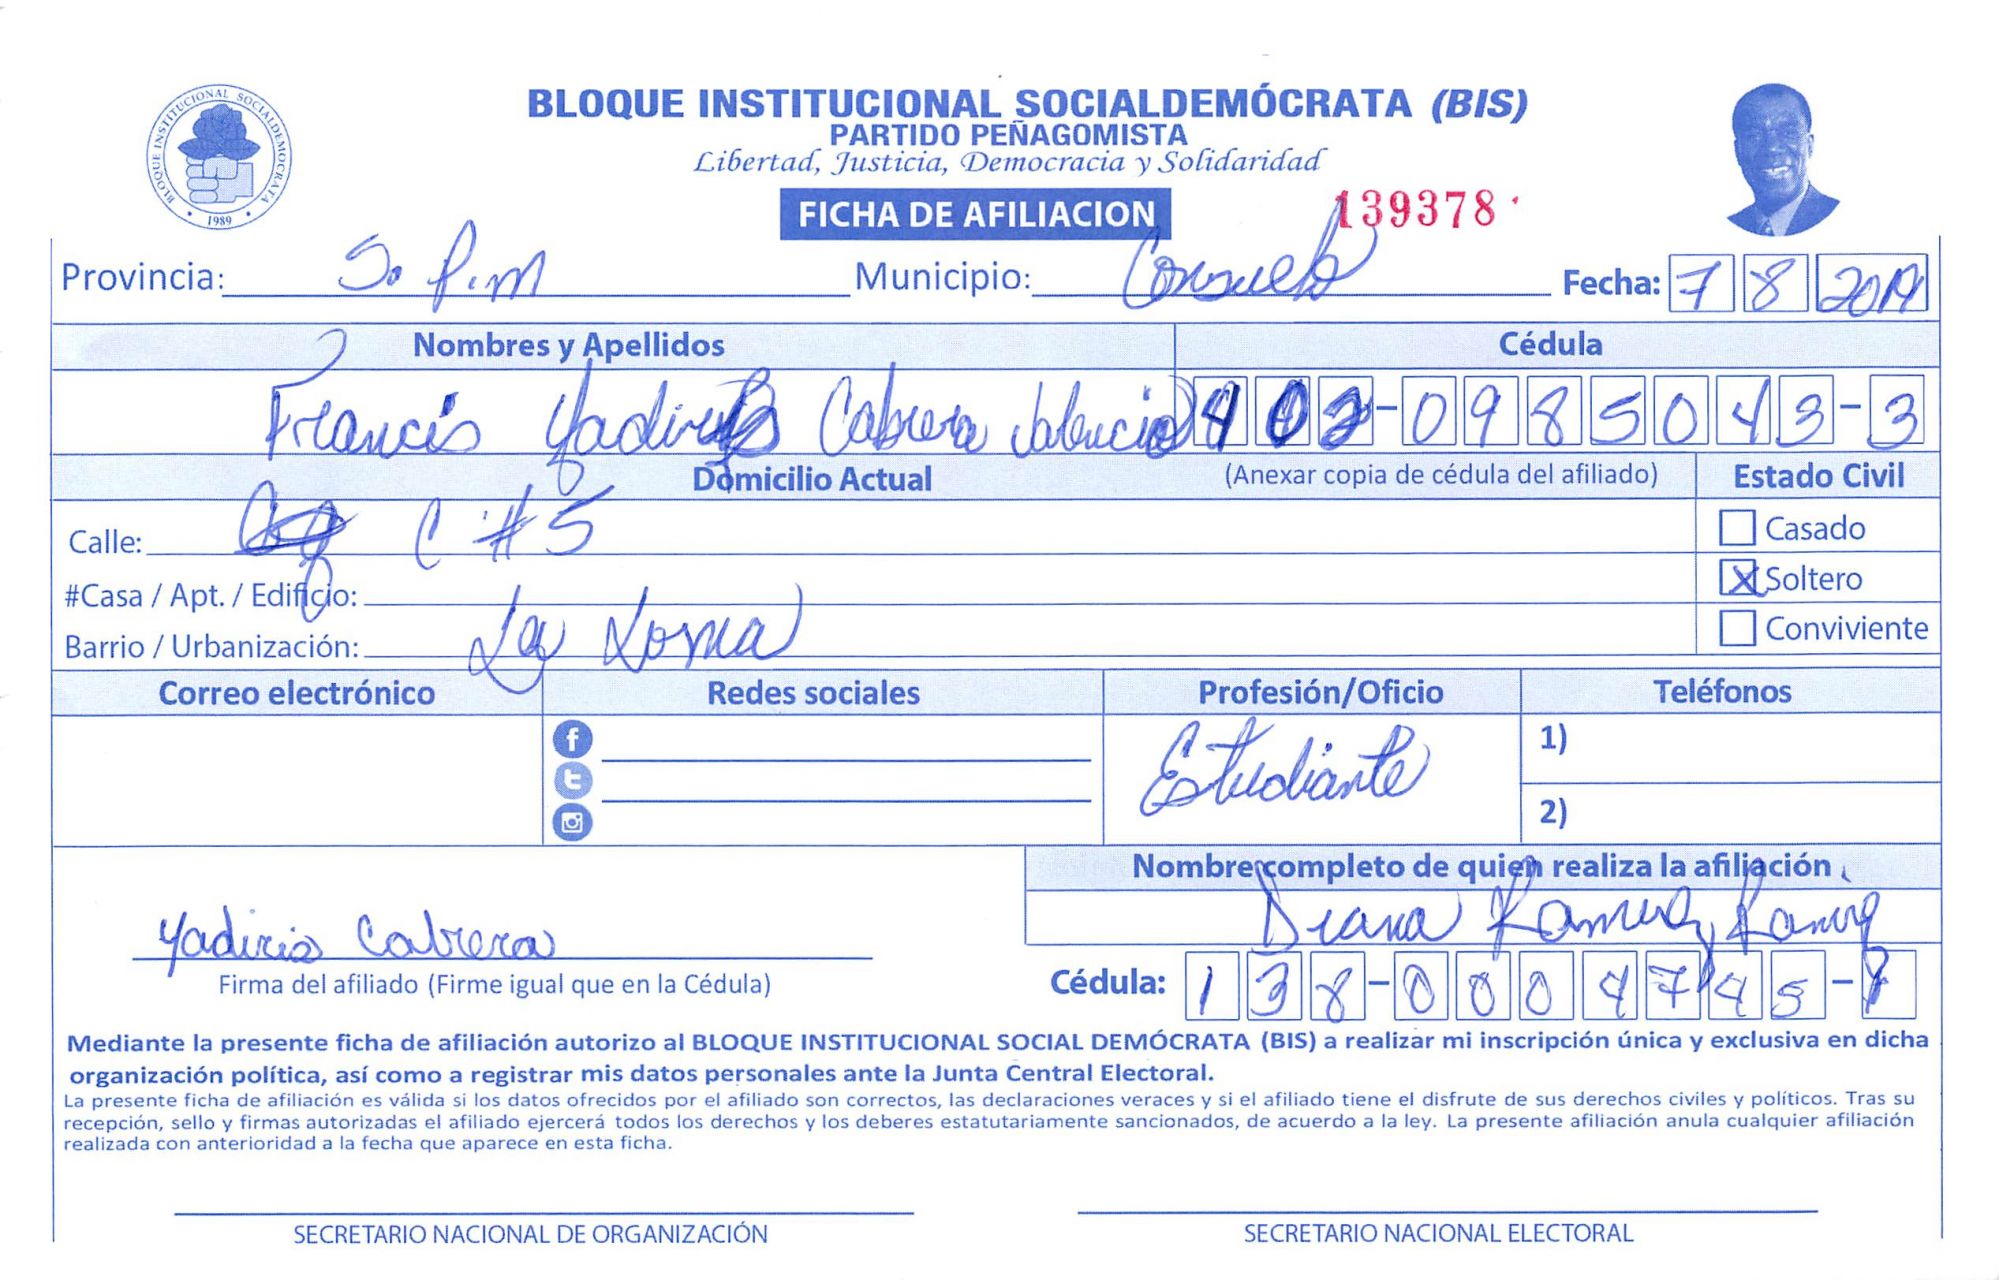 BLOQUE INSTITUCIONAL SOCIALDEMOCRATA
1989
BLOQUE INSTITUCIONAL SOCIALDEMÓCRATA (BIS)
PARTIDO PEÑAGOMISTA
Libertad, Justicia, Democracia y Solidaridad
FICHA DE AFILIACION 139378
Provincia: S. P. M Municipio: Consuelo Fecha: 7 8 2019
Nombres y Apellidos Cédula
Francis Yadiris Cabrera Valencio 402-0985043-3
Domicilio Actual (Anexar copia de cédula del afiliado) Estado Civil
Calle: C #5 Casado
#Casa / Apt. / Edificio: X Soltero
Barrio / Urbanización: La Loma Conviviente
Correo electrónico Redes sociales Profesión/Oficio Teléfonos
Estudiante 1)
2)
Nombre completo de quien realiza la afiliación
Yadiris Cabrera Diana Ramirez
Firma del afiliado (Firme igual que en la Cédula) Cédula: 138-0004745-
Mediante la presente ficha de afiliación autorizo al BLOQUE INSTITUCIONAL SOCIAL DEMÓCRATA (BIS) a realizar mi inscripción única y exclusiva en dicha
organización política, así como a registrar mis datos personales ante la Junta Central Electoral.
La presente ficha de afiliación es válida si los datos ofrecidos por el afiliado son correctos, las declaraciones veraces y si el afiliado tiene el disfrute de sus derechos civiles y políticos. Tras su
recepción, sello y firmas autorizadas el afiliado ejercerá todos los derechos y los deberes estatutariamente sancionados, de acuerdo a la ley. La presente afiliación anula cualquier afiliación
realizada con anterioridad a la fecha que aparece en esta ficha.
SECRETARIO NACIONAL DE ORGANIZACIÓN SECRETARIO NACIONAL ELECTORAL